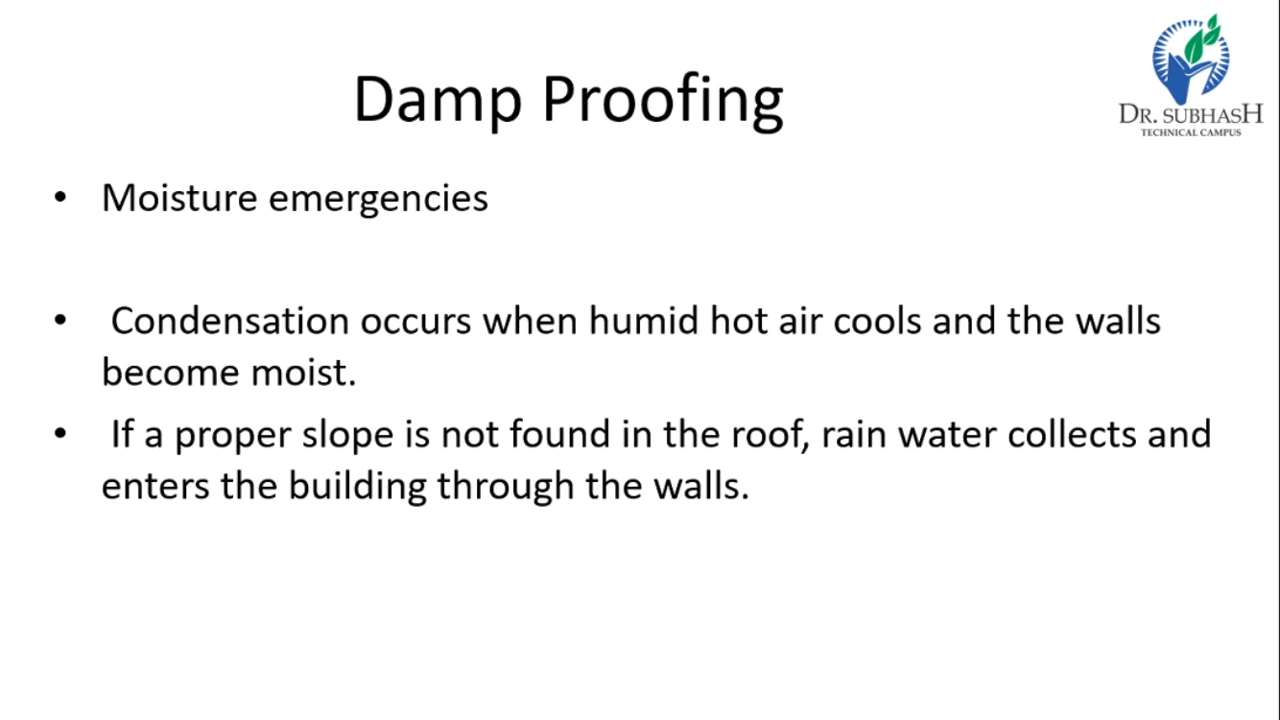 Damp Proofing
DR. SUBHASH
TECHNICAL CAMPUS
• Moisture emergencies
• Condensation occurs when humid hot air cools and the walls
become moist.
• If a proper slope is not found in the roof, rain water collects and
enters the building through the walls.